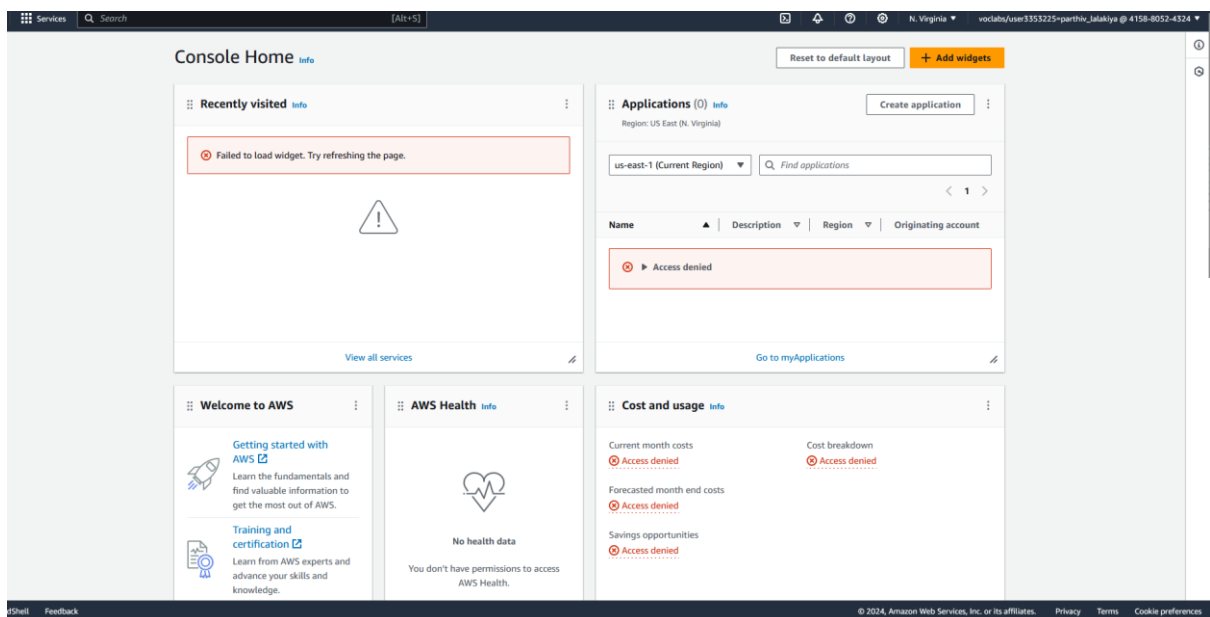 Services
Search
[Alt+S]
N. Virginia
voclabs/user3353225=parthiv_lalakiya @ 4158-8052-4324
Console Home Info
Reset to default layout
+ Add widgets
Recently visited Info
Failed to load widget. Try refreshing the page.
View all services
Applications (0) Info
Region: US East (N. Virginia)
Create application
us-east-1 (Current Region)
Find applications
1
Name
Description
Region
Originating account
Access denied
Go to myApplications
Welcome to AWS
Getting started with
AWS
Learn the fundamentals and
find valuable information to
get the most out of AWS.
Training and
certification
Learn from AWS experts and
advance your skills and
knowledge.
AWS Health Info
No health data
You don't have permissions to access
AWS Health.
Cost and usage Info
Current month costs
Access denied
Forecasted month end costs
Access denied
Savings opportunities
Access denied
Cost breakdown
Access denied
dShell
Feedback
© 2024, Amazon Web Services, Inc. or its affiliates.
Privacy
Terms
Cookie preferences